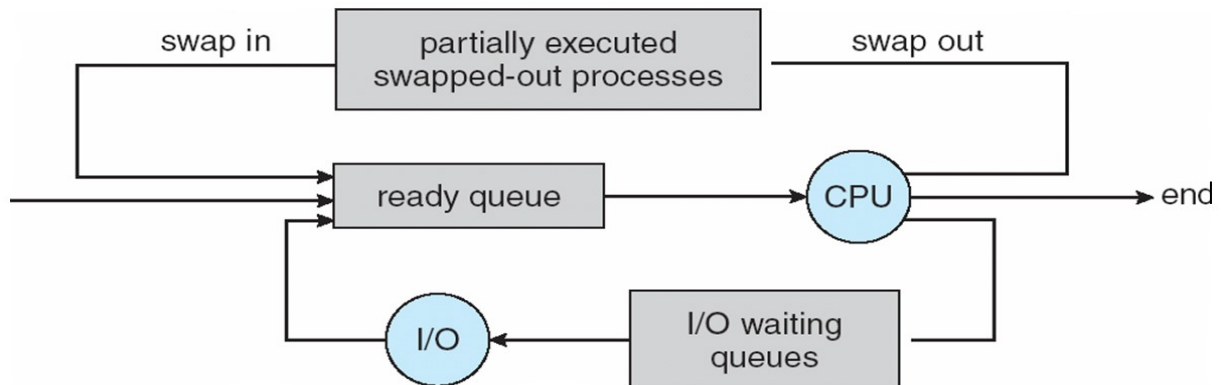 swap in
partially executed
swapped-out processes
swap out
ready queue
CPU
end
I/O
I/O waiting
queues